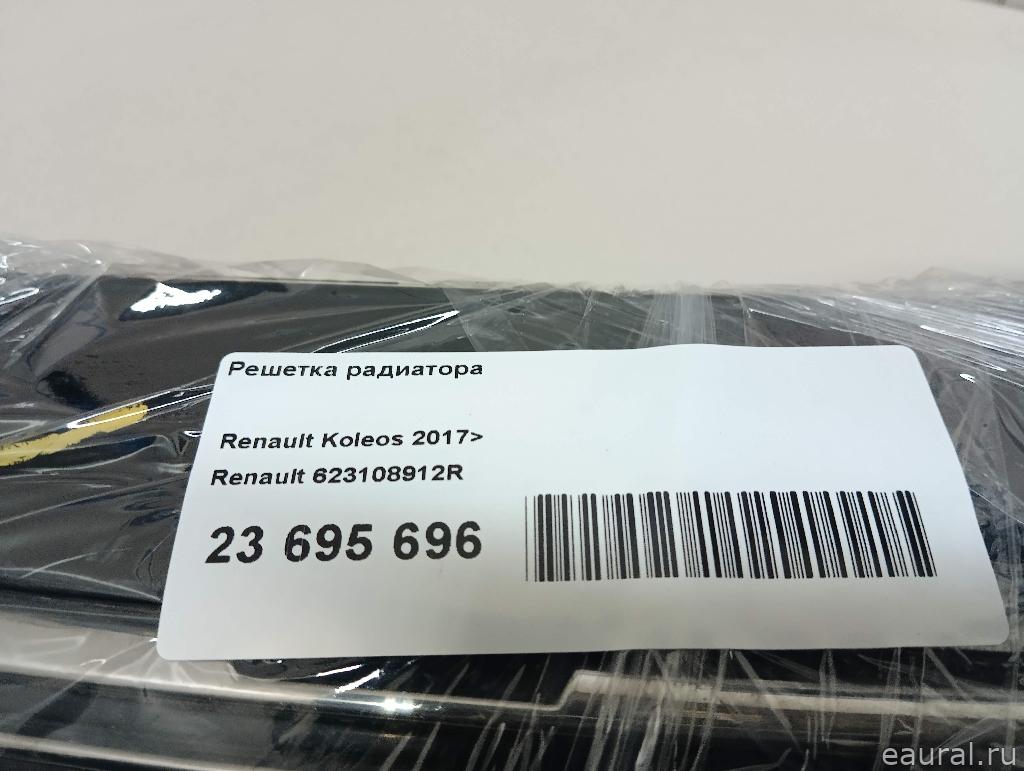 Решетка радиатора
Renault Koleos 2017>
Renault 623108912R
23 695 696
eaural.ru